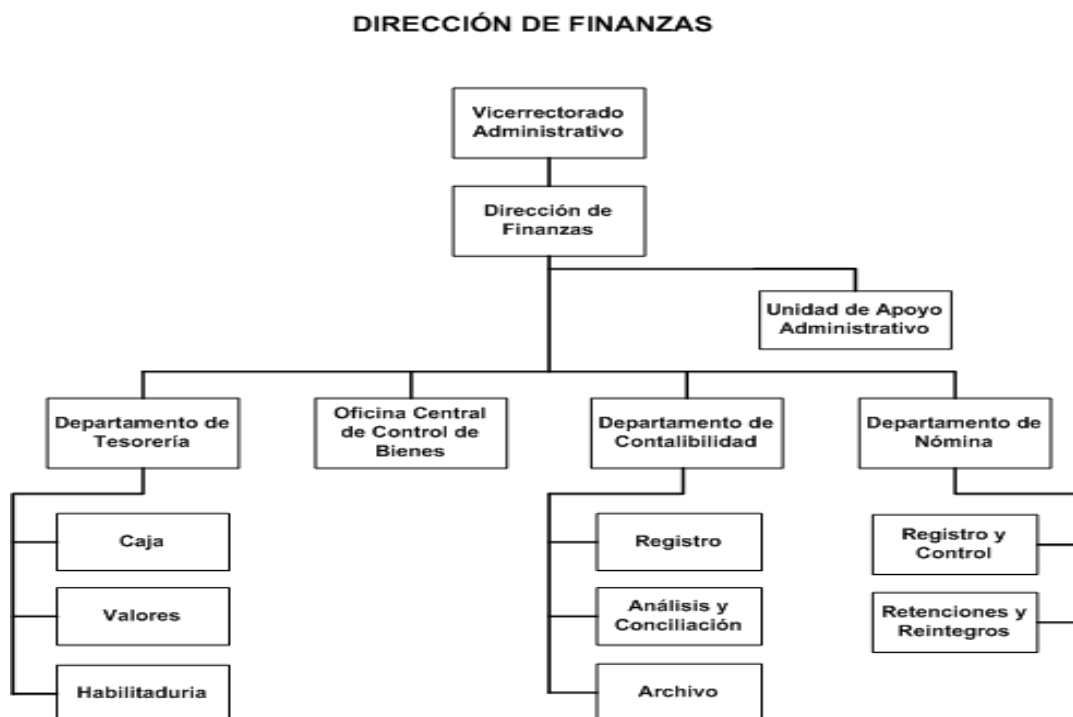 DIRECCIÓN DE FINANZAS
Vicerrectorado
Administrativo
Dirección de
Finanzas
Unidad de Apoyo
Administrativo
Departamento de
Tesorería
Oficina Central
de Control de
Bienes
Departamento de
Contalibilidad
Departamento de
Nómina
Caja
Valores
Habilitaduria
Registro
Análisis y
Conciliación
Archivo
Registro y
Control
Retenciones y
Reintegros